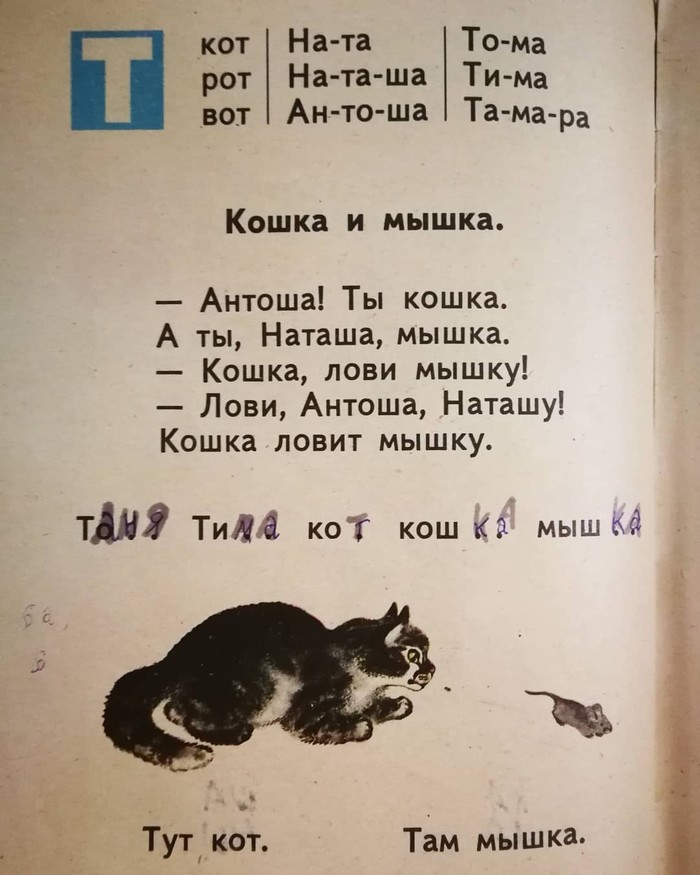 Т
кот На-та То-ма
рот На-та-ша Ти-ма
вот Ан-то-ша Та-ма-ра
Кошка и мышка.
— Антоша! Ты кошка.
А ты, Наташа, мышка.
— Кошка, лови мышку!
— Лови, Антоша, Наташу!
Кошка ловит мышку.
Таня Тима кот кошка мышка
ба,
б
Тут кот. Там мышка.